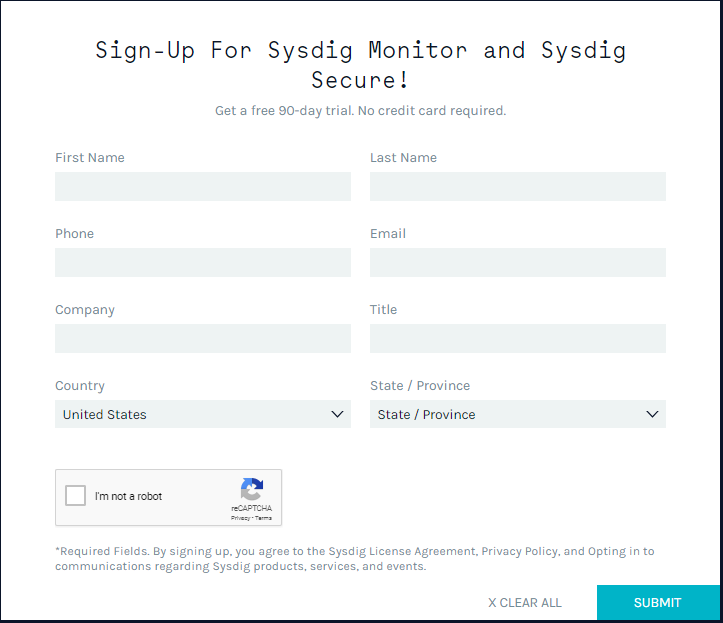 Sign-Up For Sysdig Monitor and Sysdig
Secure!
Get a free 90-day trial. No credit card required.
First Name
Last Name
Phone
Email
Company
Title
Country
State / Province
United States
State / Province
I'm not a robot
reCAPTCHA
Privacy - Terms
*Required Fields. By signing up, you agree to the Sysdig License Agreement, Privacy Policy, and Opting in to
communications regarding Sysdig products, services, and events.
X CLEAR ALL
SUBMIT